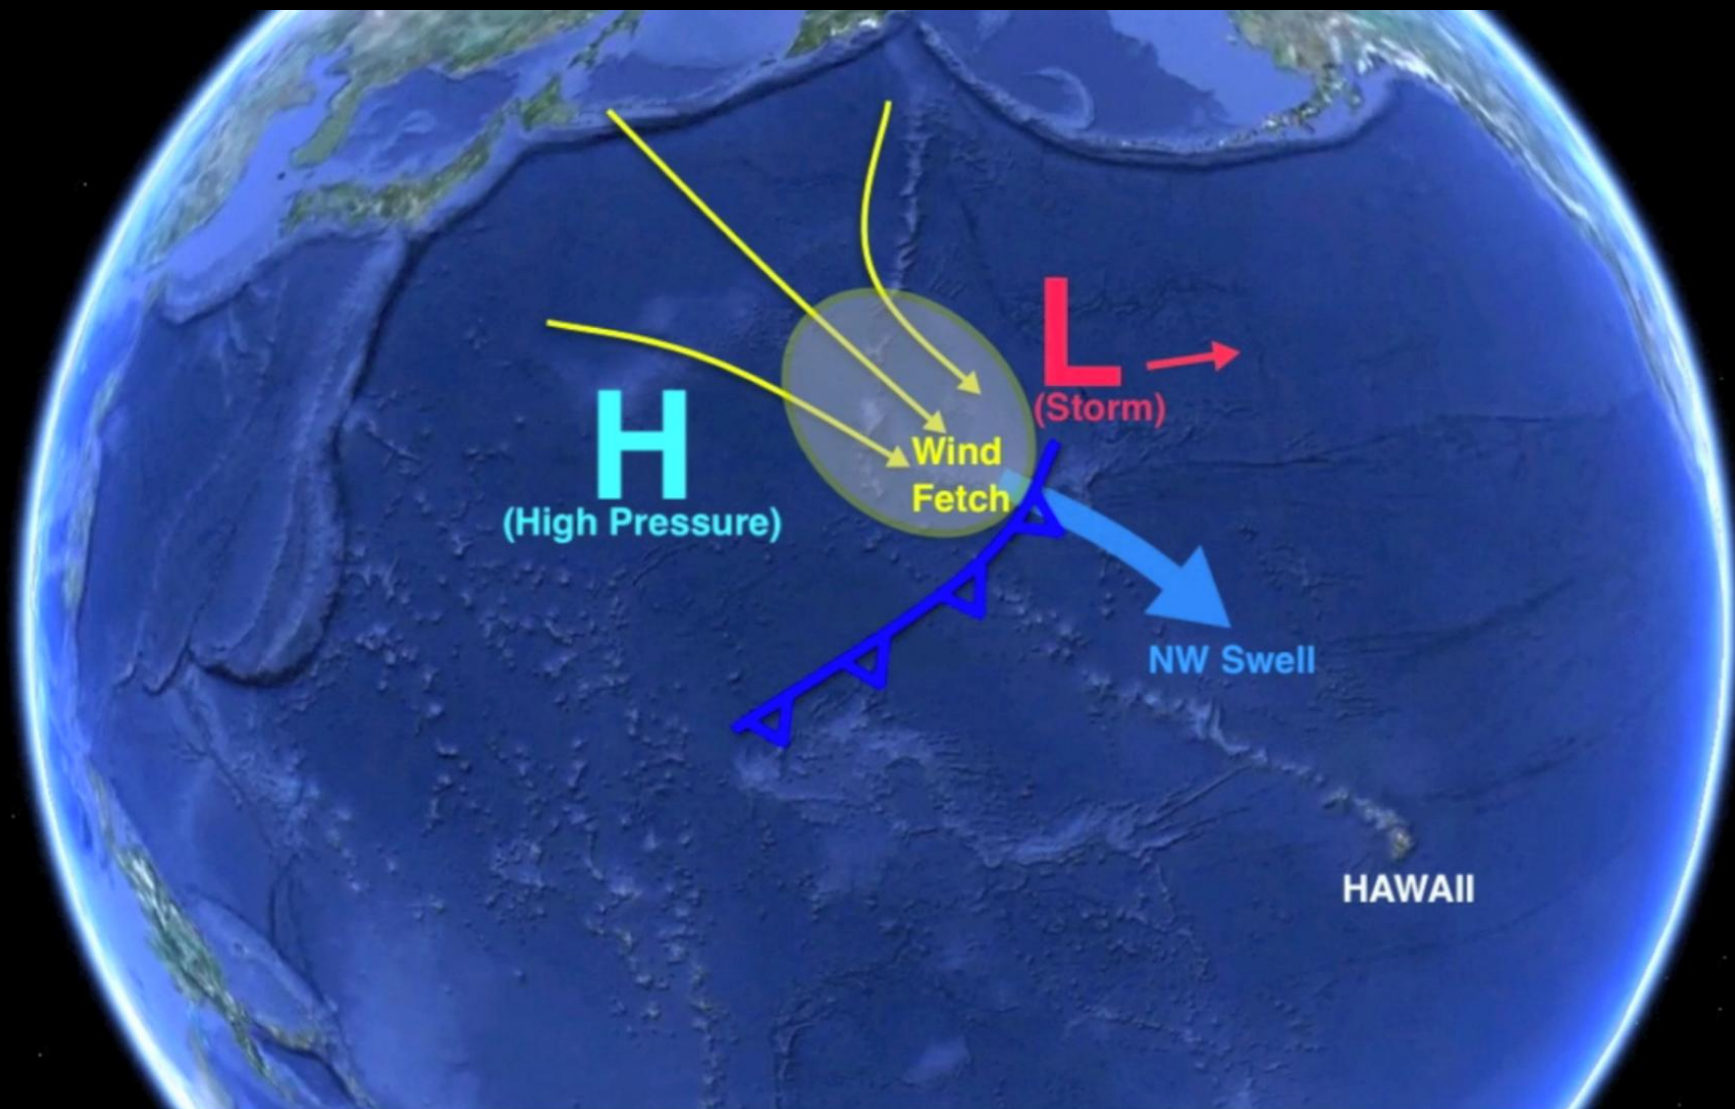 L
(Storm)
H
(High Pressure)
Wind
Fetch
NW Swell
HAWAII